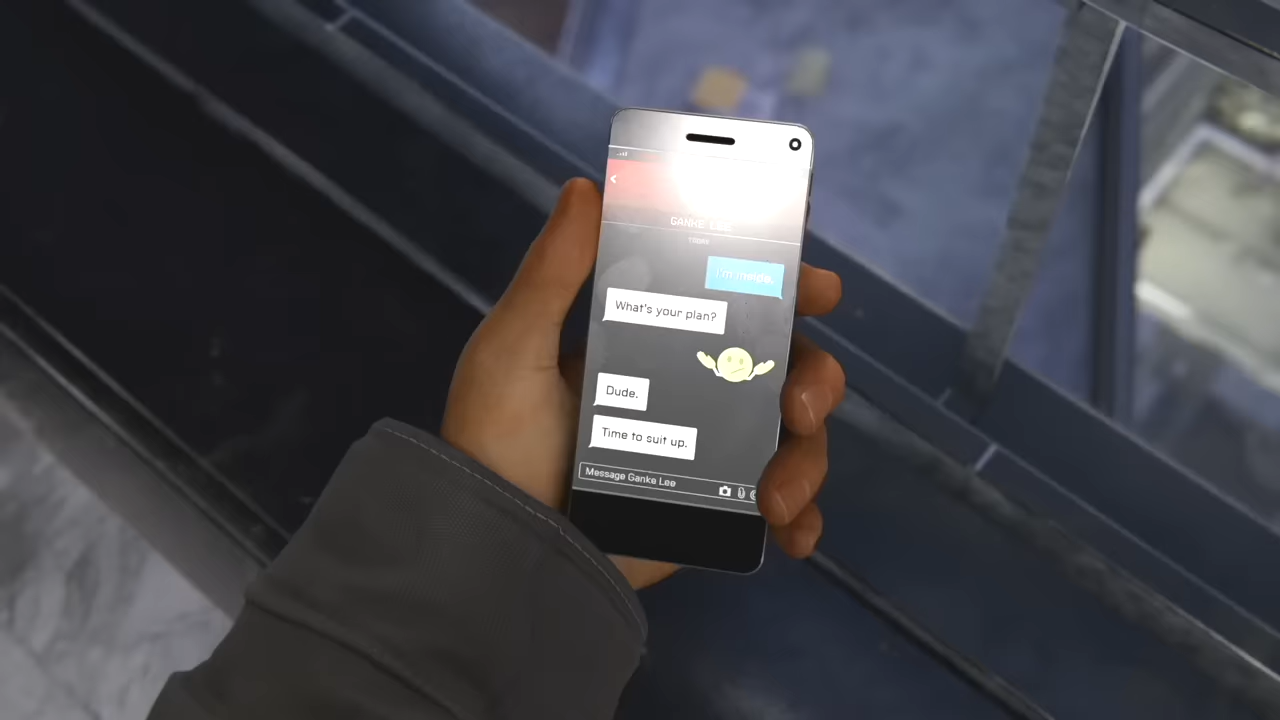 GANKE LEE
TODAY
I'm inside.
What's your plan?
Dude.
Time to suit up.
Message Ganke Lee